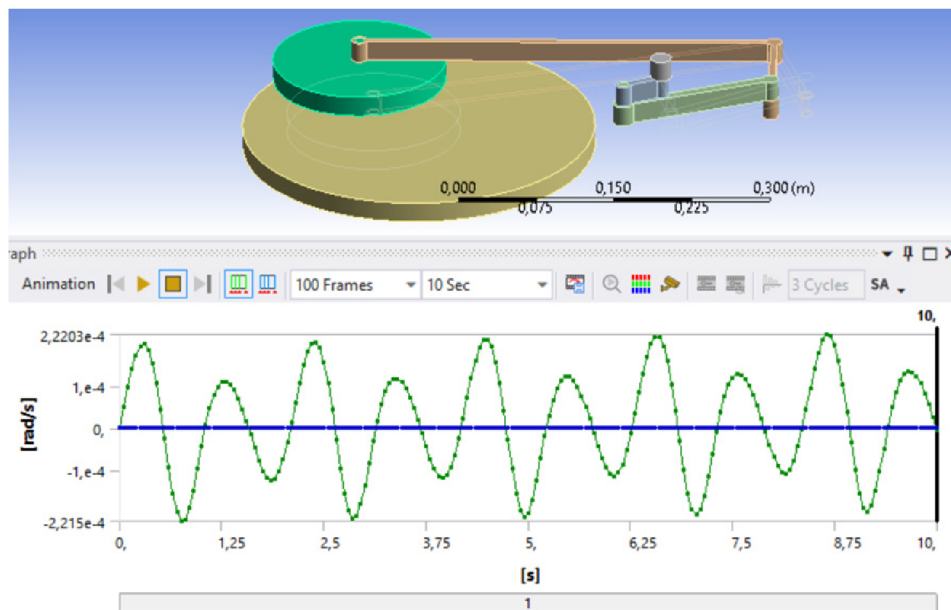 0,000
0,150
0,300 (m)
0,075
0,225
raph
Animation
100 Frames
10 Sec
3 Cycles
SA
10,
2,2203e-4
1,e-4
0,
-1,e-4
-2,215e-4
[rad/s]
0, 1,25 2,5 3,75 5, 6,25 7,5 8,75 10,
[s]
1